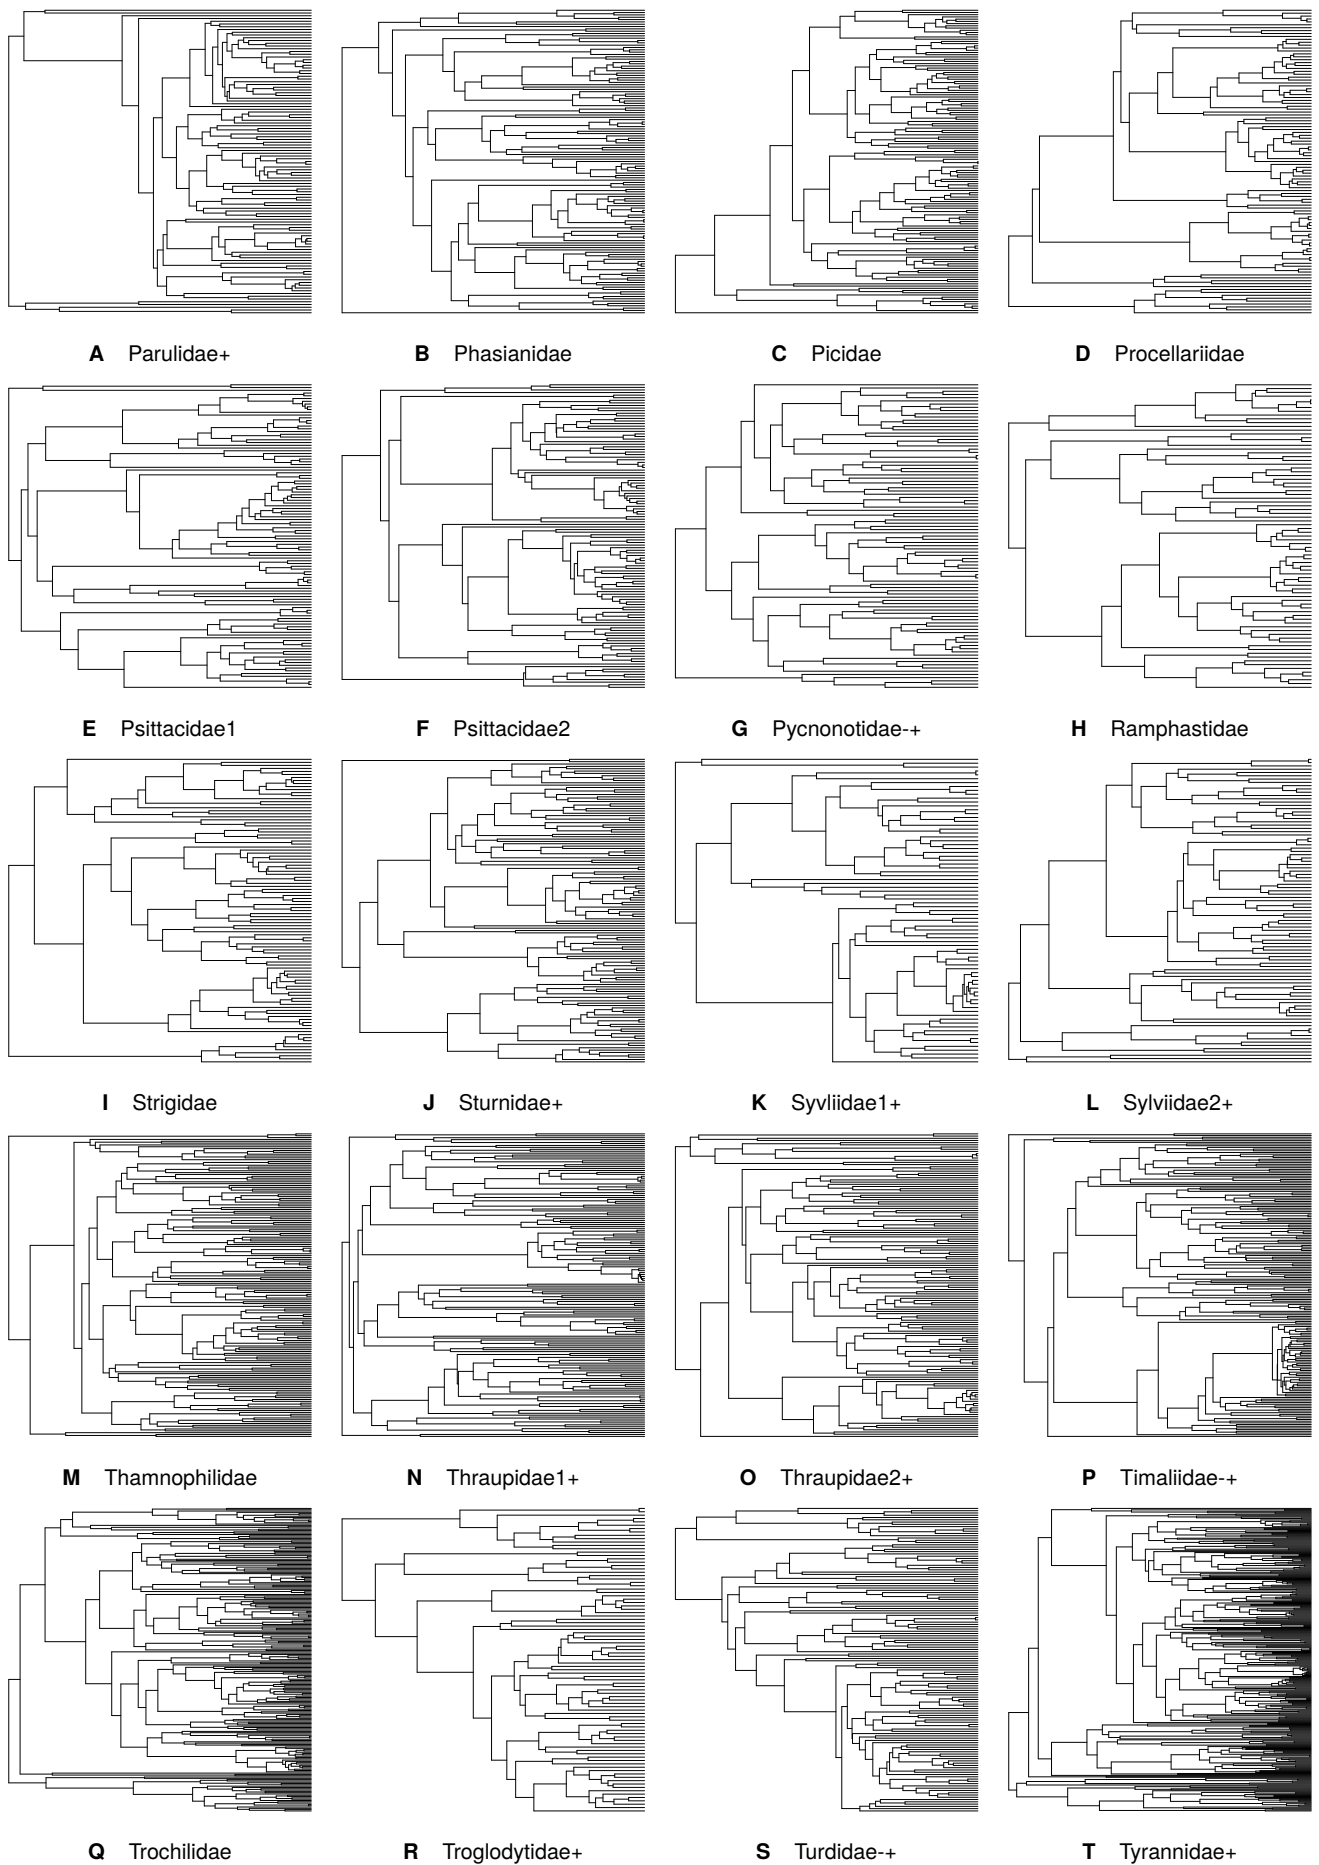 A Parulidae+
B Phasianidae
C Picidae
D Procellariidae
E Psittacidae1
F Psittacidae2
G Pycnonotidae-+
H Ramphastidae
I Strigidae
J Sturnidae+
K Syvliidae1+
L Sylviidae2+
M Thamnophilidae
N Thraupidae1+
O Thraupidae2+
P Timaliidae-+
Q Trochilidae
R Troglodytidae+
S Turdidae-+
T Tyrannidae+